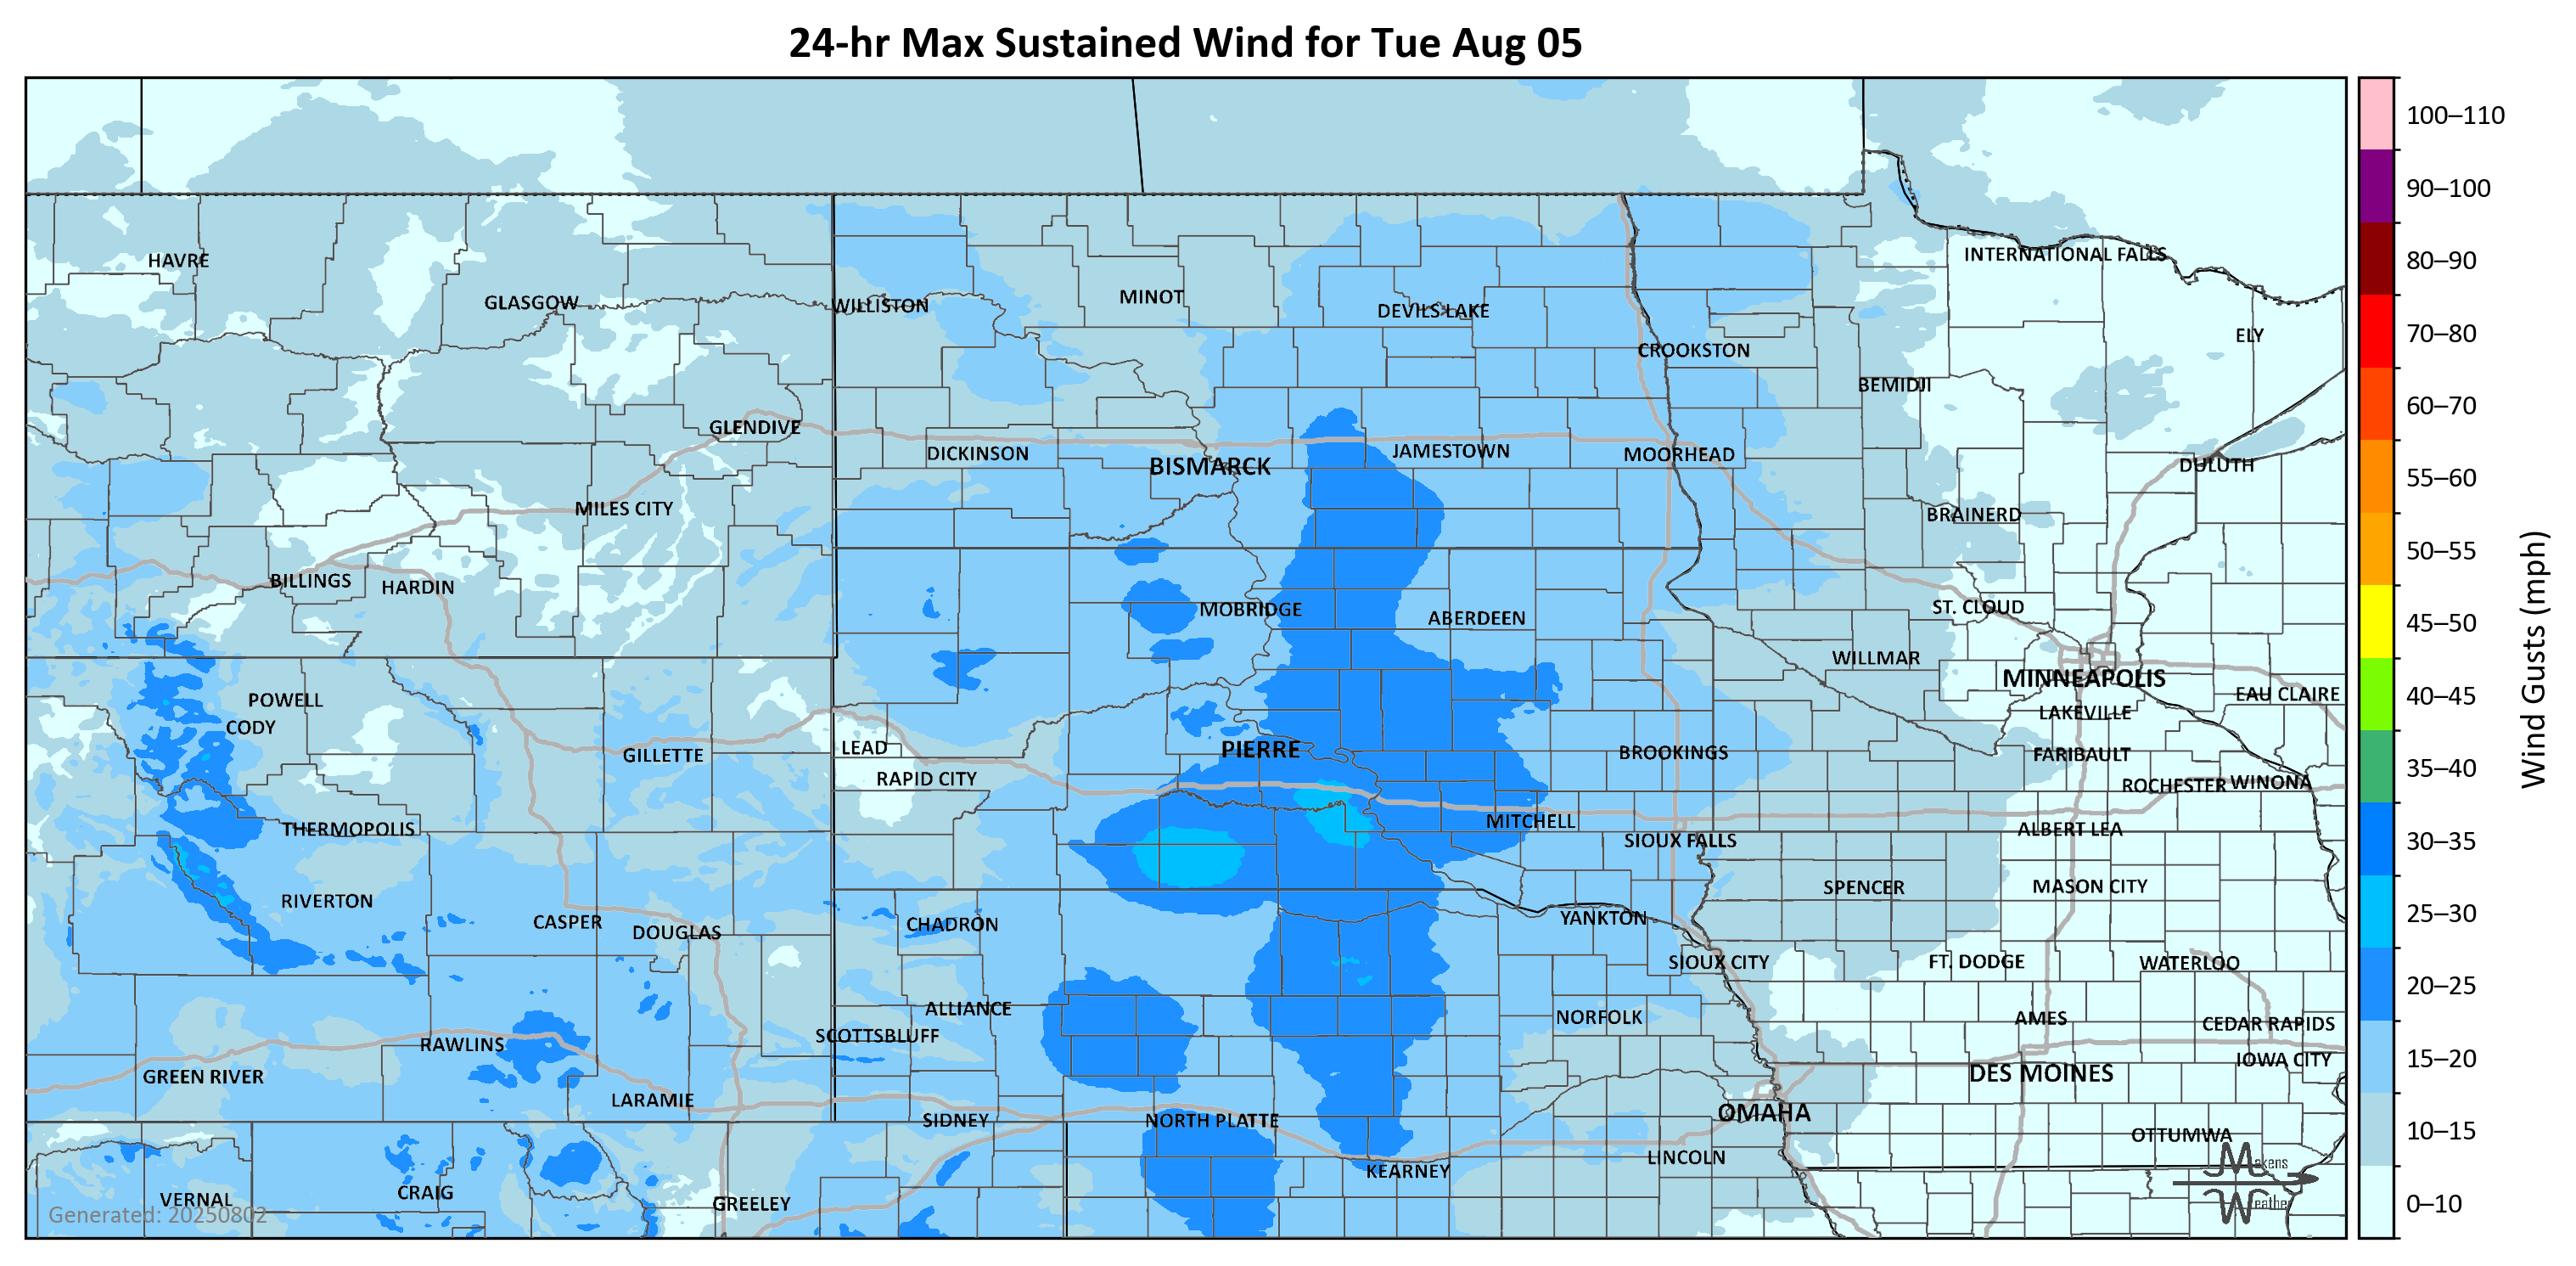 24-hr Max Sustained Wind for Tue Aug 05
100–110
90–100
80–90
70–80
60–70
55–60
50–55
45–50
40–45
35–40
30–35
25–30
20–25
15–20
10–15
0–10
Wind Gusts (mph)
HAVRE
INTERNATIONAL FALLS
GLASGOW
WILLISTON
MINOT
DEVILS LAKE
ELY
CROOKSTON
BEMIDJI
GLENDIVE
DICKINSON
BISMARCK
JAMESTOWN
MOORHEAD
DULUTH
MILES CITY
BRAINERD
BILLINGS
HARDIN
MOBRIDGE
ABERDEEN
ST. CLOUD
WILLMAR
MINNEAPOLIS
EAU CLAIRE
POWELL
CODY
LAKEVILLE
GILLETTE
LEAD
PIERRE
BROOKINGS
FARIBAULT
RAPID CITY
ROCHESTER
WINONA
THERMOPOLIS
MITCHELL
SIOUX FALLS
ALBERT LEA
RIVERTON
SPENCER
MASON CITY
CASPER
DOUGLAS
CHADRON
YANKTON
SIOUX CITY
FT. DODGE
WATERLOO
ALLIANCE
SCOTTSBLUFF
NORFOLK
AMES
CEDAR RAPIDS
RAWLINS
IOWA CITY
GREEN RIVER
DES MOINES
LARAMIE
SIDNEY
NORTH PLATTE
OMAHA
OTTUMWA
KEARNEY
LINCOLN
VERNAL
CRAIG
GREELEY
Makens
Weather
Generated: 20250802